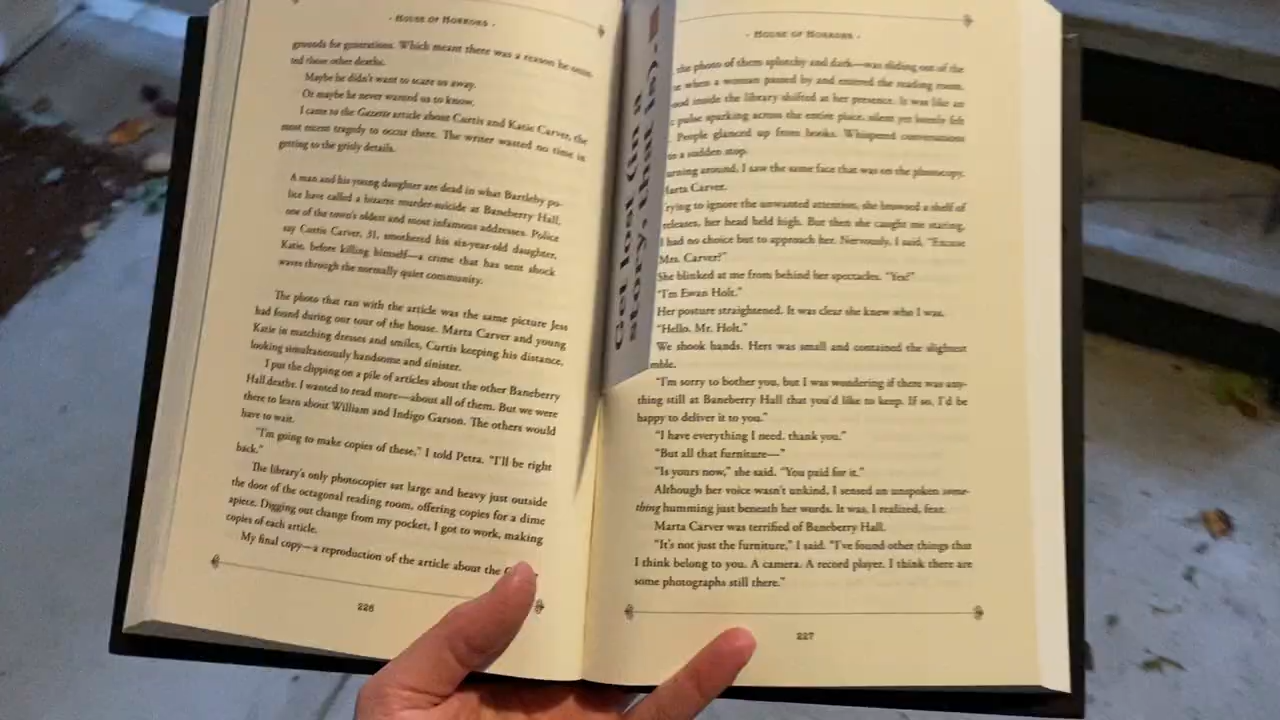 · House of Horrors ·
grounds for generations. Which meant there was a reason he omit-
ted those other deaths.
Maybe he didn't want to scare us away.
Or maybe he never wanted us to know.
I came to the Gazette article about Curtis and Katie Carver, the
most recent tragedy to occur there. The writer wasted no time in
getting to the grisly details.
A man and his young daughter are dead in what Bartleby po-
lice have called a bizarre murder-suicide at Baneberry Hall,
one of the town's oldest and most infamous addresses. Police
say Curtis Carver, 31, smothered his six-year-old daughter,
Katie, before killing himself—a crime that has sent shock
waves through the normally quiet community.
The photo that ran with the article was the same picture Jess
had found during our tour of the house. Marta Carver and young
Katie in matching dresses and smiles, Curtis keeping his distance,
looking simultaneously handsome and sinister.
I put the clipping on a pile of articles about the other Baneberry
Hall deaths. I wanted to read more—about all of them. But we were
there to learn about William and Indigo Garson. The others would
have to wait.
"I'm going to make copies of these," I told Petra. "I'll be right
back."
The library's only photocopier sat large and heavy just outside
the door of the octagonal reading room, offering copies for a dime
apiece. Digging out change from my pocket, I got to work, making
copies of each article.
My final copy—a reproduction of the article about the
226
Get lost in a
story, that
· House of Horrors ·
the photo of them splotchy and dark—was sliding out of the
when a woman passed by and entered the reading room.
inside the library shifted at her presence. It was like an
pulse sparking across the entire place, silent yet keenly felt
People glanced up from books. Whispered conversations
a sudden stop.
around, I saw the same face that was on the photocopy.
Marta Carver.
Trying to ignore the unwanted attention, she browsed a shelf of
releases, her head held high. But then she caught me staring,
I had no choice but to approach her. Nervously, I said, "Excuse
Mrs. Carver?"
She blinked at me from behind her spectacles. "Yes?"
"I'm Ewan Holt."
Her posture straightened. It was clear she knew who I was.
"Hello, Mr. Holt."
We shook hands. Hers was small and contained the slightest
"I'm sorry to bother you, but I was wondering if there was any-
thing still at Baneberry Hall that you'd like to keep. If so, I'd be
happy to deliver it to you."
"I have everything I need, thank you."
"But all that furniture—"
"Is yours now," she said. "You paid for it."
Although her voice wasn't unkind, I sensed an unspoken some-
thing humming just beneath her words. It was, I realized, fear.
Marta Carver was terrified of Baneberry Hall.
"It's not just the furniture," I said. "I've found other things that
I think belong to you. A camera. A record player. I think there are
some photographs still there."
227